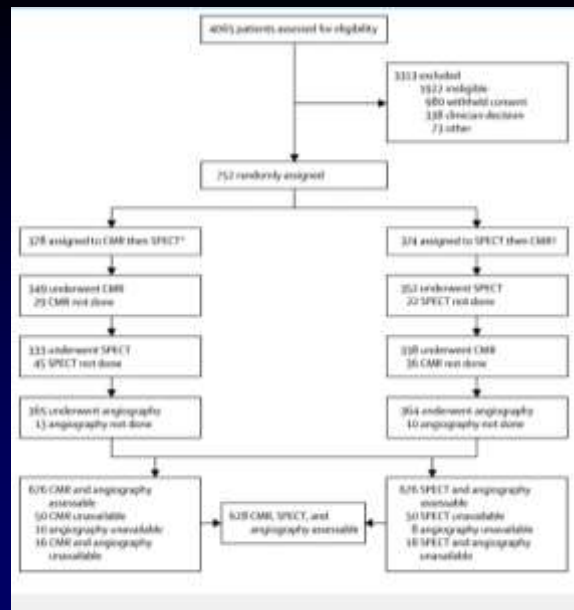 4065 patients assessed for eligibility
3313 excluded
1922 ineligible
980 withheld consent
338 clinician decision
73 other
752 randomly assigned
378 assigned to CMR then SPECT*
374 assigned to SPECT then CMR†
349 underwent CMR
29 CMR not done
352 underwent SPECT
22 SPECT not done
333 underwent SPECT
45 SPECT not done
338 underwent CMR
36 CMR not done
365 underwent angiography
13 angiography not done
364 underwent angiography
10 angiography not done
676 CMR and angiography
assessable
50 CMR unavailable
10 angiography unavailable
16 CMR and angiography
unavailable
628 CMR, SPECT, and
angiography assessable
676 SPECT and angiography
assessable
50 SPECT unavailable
8 angiography unavailable
18 SPECT and angiography
unavailable